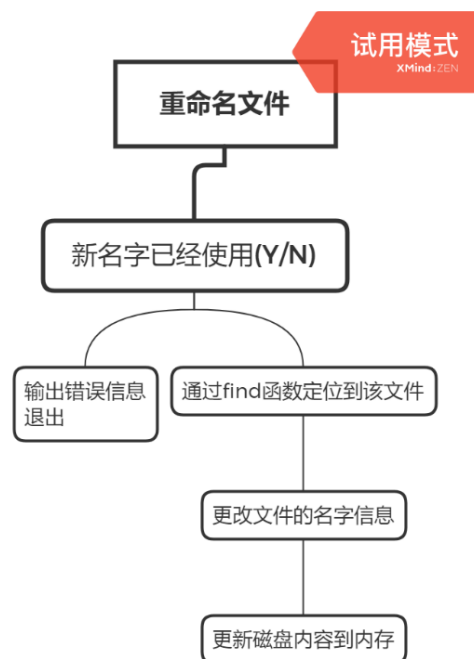 试用模式
XMind:ZEN
重命名文件
新名字已经使用(Y/N)
输出错误信息
退出
通过find函数定位到该文件
更改文件的名字信息
更新磁盘内容到内存